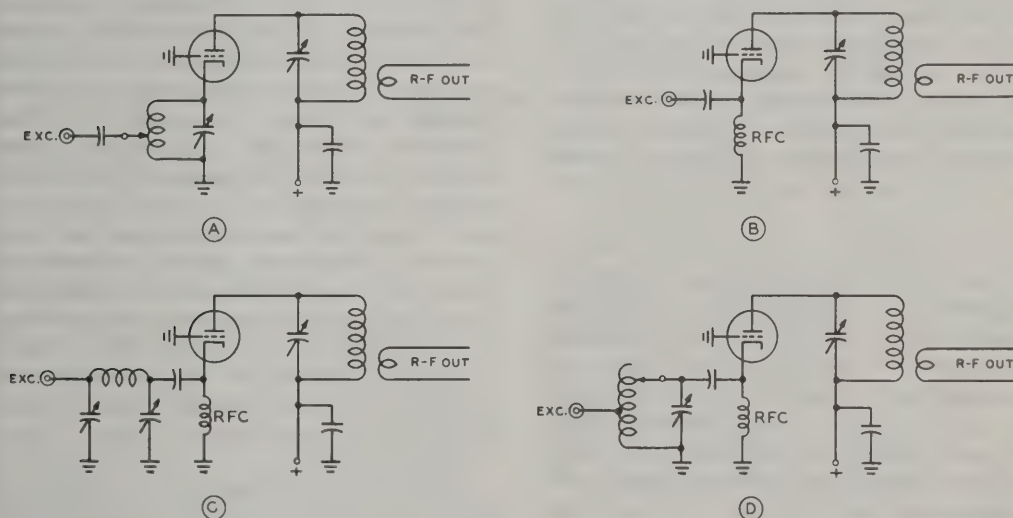 R-F OUT
EXC.
+
A
R-F OUT
EXC.
RFC
+
B
R-F OUT
EXC.
RFC
+
C
R-F OUT
EXC.
RFC
+
D